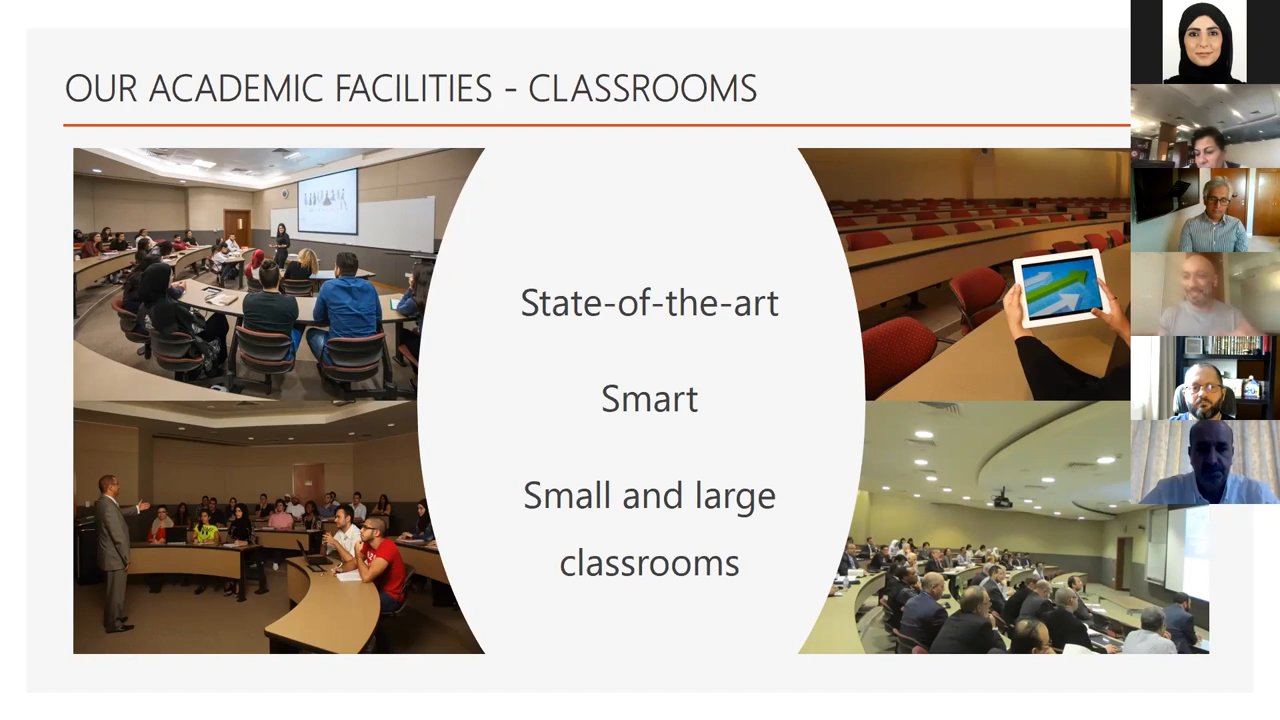 OUR ACADEMIC FACILITIES - CLASSROOMS
State-of-the-art
Smart
Small and large
classrooms